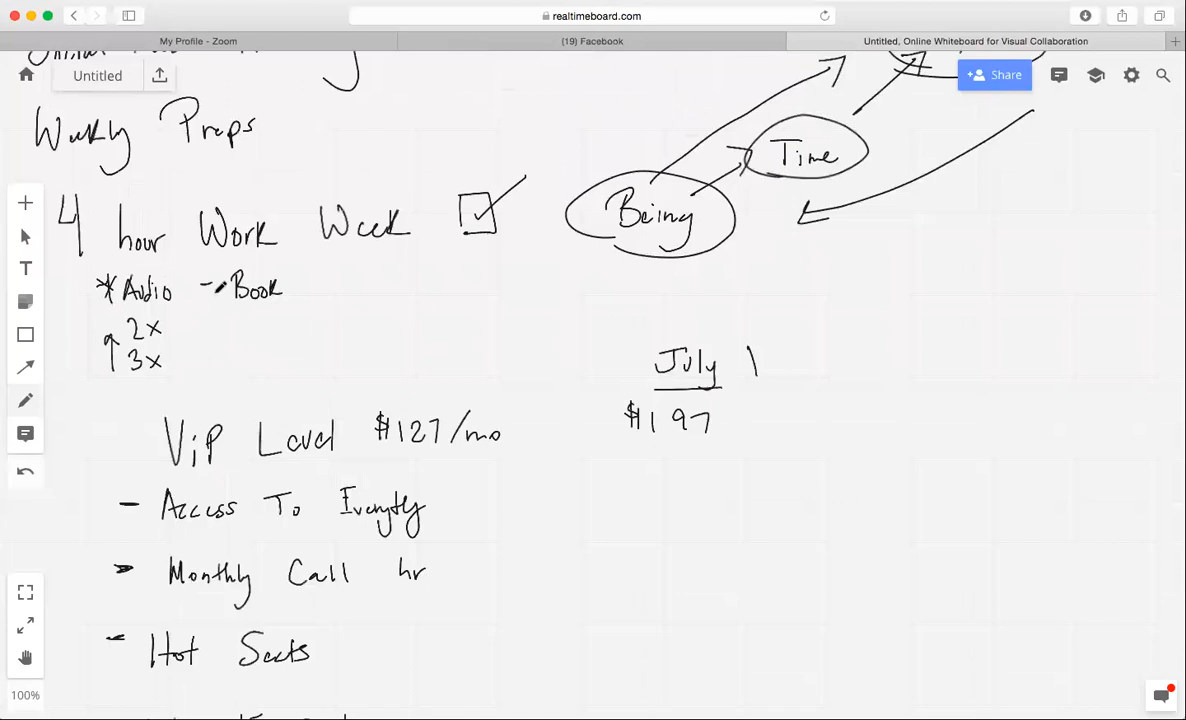 realtimeboard.com
My Profile - Zoom
(19) Facebook
Untitled, Online Whiteboard for Visual Collaboration
Untitled
Share
Weekly Props
4 hour Work Week
*Audio - Book
2x
3x
Being
Time
July 1
$197
ViP Level $127/mo
- Access To
- Monthly Call hr
- Hot Seats
100%